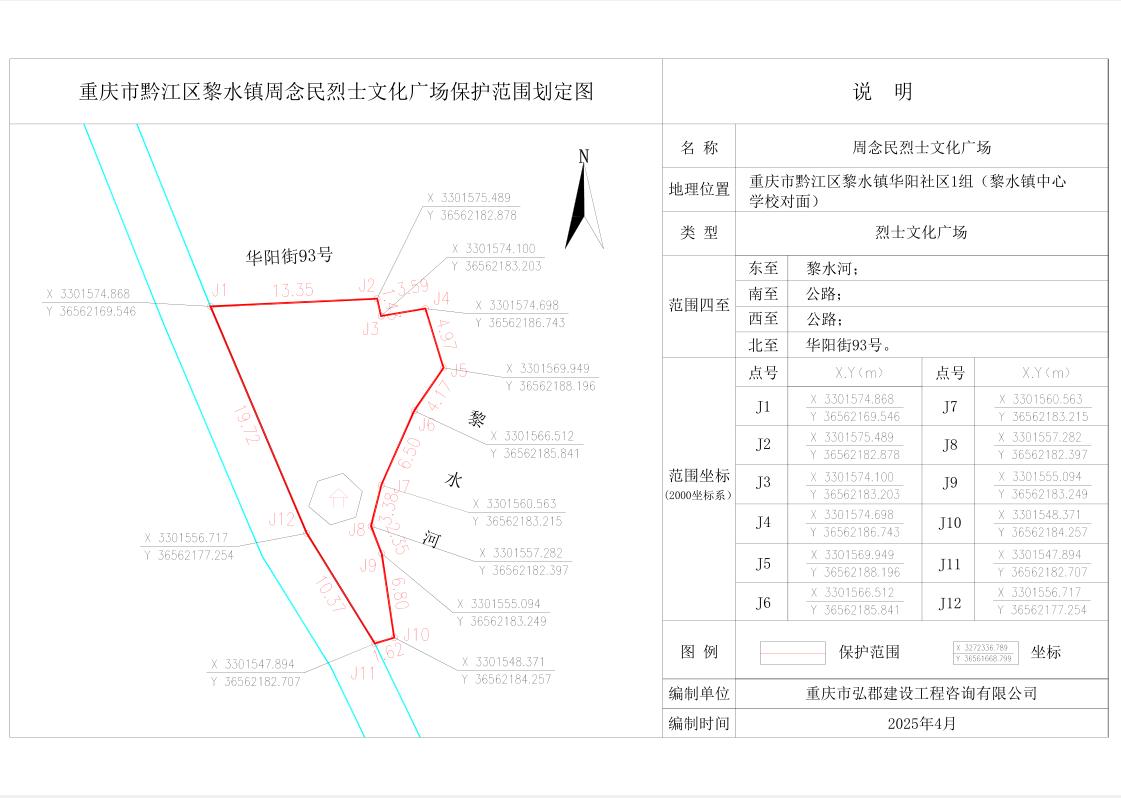 重庆市黔江区黎水镇周念民烈士文化广场保护范围划定图
N
华阳街93号
X 3301575.489
Y 36562182.878
X 3301574.100
Y 36562183.203
X 3301574.868
Y 36562169.546
X 3301574.698
Y 36562186.743
X 3301569.949
Y 36562188.196
X 3301566.512
Y 36562185.841
X 3301560.563
Y 36562183.215
X 3301557.282
Y 36562182.397
X 3301556.717
Y 36562177.254
X 3301555.094
Y 36562183.249
X 3301547.894
Y 36562182.707
X 3301548.371
Y 36562184.257
J1
13.35
J2
3.59
J3
J4
4.97
J5
4.17
J6
6.50
J7
3.38
J8
2.35
J9
6.80
J10
1.62
J11
10.37
J12
19.72
黎
水
河
说 明
名 称
周念民烈士文化广场
地理位置
重庆市黔江区黎水镇华阳社区1组（黎水镇中心
学校对面）
类 型
烈士文化广场
范围四至
东至 黎水河；
南至 公路；
西至 公路；
北至 华阳街93号。
范围坐标
(2000坐标系)
点号 X.Y(m) 点号 X.Y(m)
J1
X 3301574.868
Y 36562169.546
J7
X 3301560.563
Y 36562183.215
J2
X 3301575.489
Y 36562182.878
J8
X 3301557.282
Y 36562182.397
J3
X 3301574.100
Y 36562183.203
J9
X 3301555.094
Y 36562183.249
J4
X 3301574.698
Y 36562186.743
J10
X 3301548.371
Y 36562184.257
J5
X 3301569.949
Y 36562188.196
J11
X 3301547.894
Y 36562182.707
J6
X 3301566.512
Y 36562185.841
J12
X 3301556.717
Y 36562177.254
图 例
保护范围
X 3272336.789
Y 36561668.799
坐标
编制单位
重庆市弘郡建设工程咨询有限公司
编制时间
2025年4月